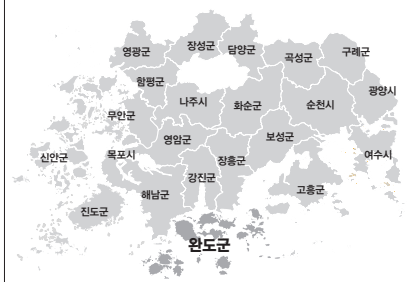 영광군
장성군
담양군
곡성군
구례군
함평군
나주시
화순군
순천시
광양시
무안군
신안군
목포시
영암군
장흥군
보성군
여수시
강진군
해남군
고흥군
진도군
완도군